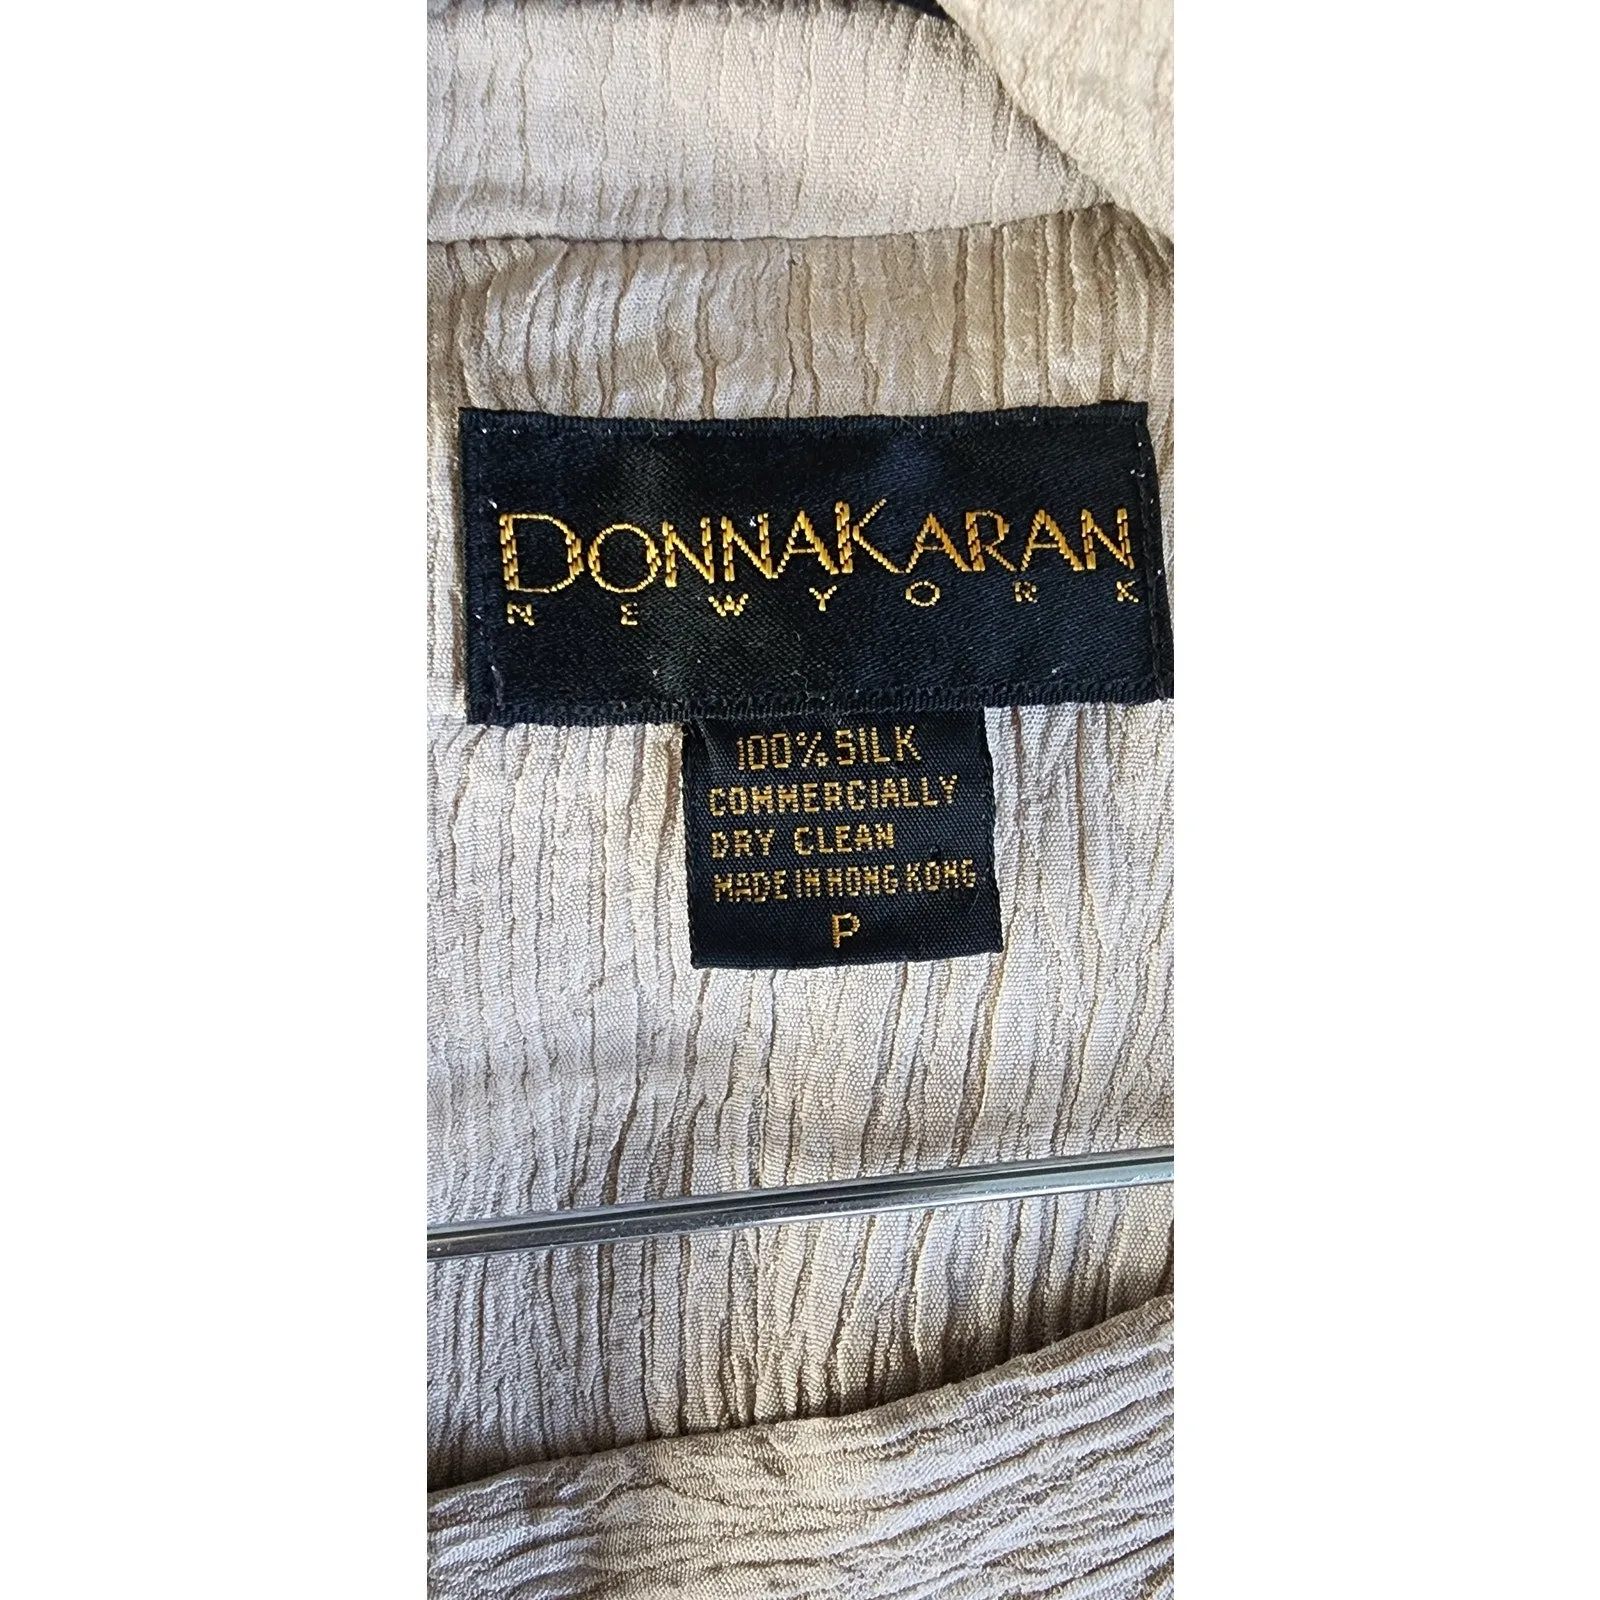 DONNAKARAN
NEW YORK
100% SILK
COMMERCIALLY
DRY CLEAN
MADE IN HONG KONG
P